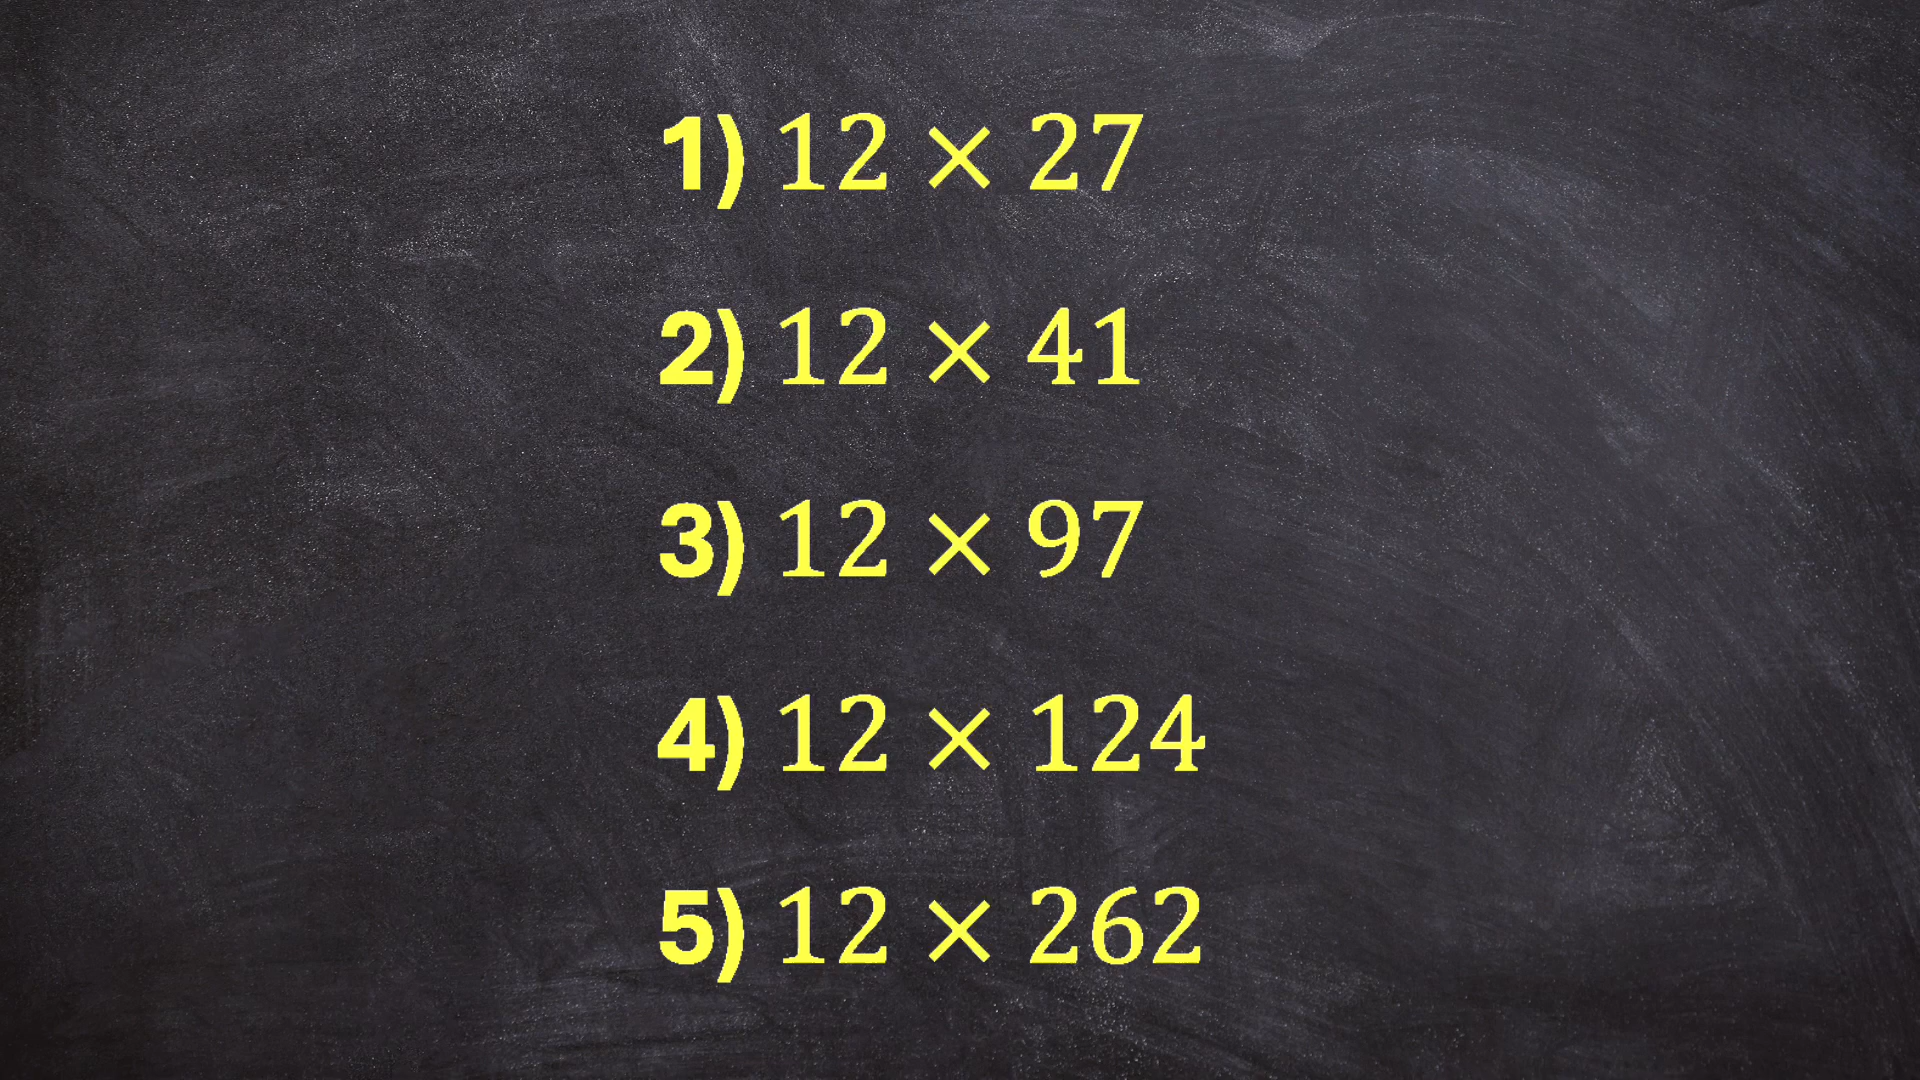 1) 12 × 27
2) 12 × 41
3) 12 × 97
4) 12 × 124
5) 12 × 262